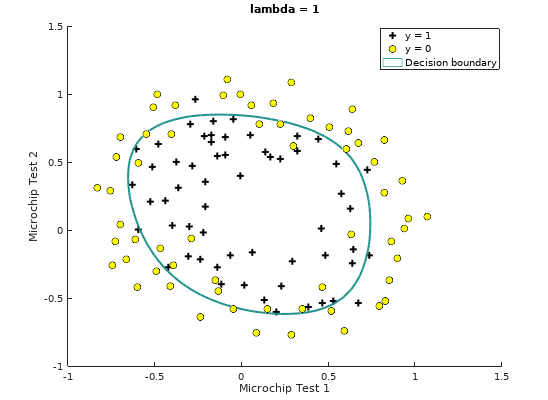 lambda = 1
y = 1
y = 0
Decision boundary
1.5
1
0.5
0
-0.5
-1
Microchip Test 2
-1
-0.5
0
0.5
1
1.5
Microchip Test 1